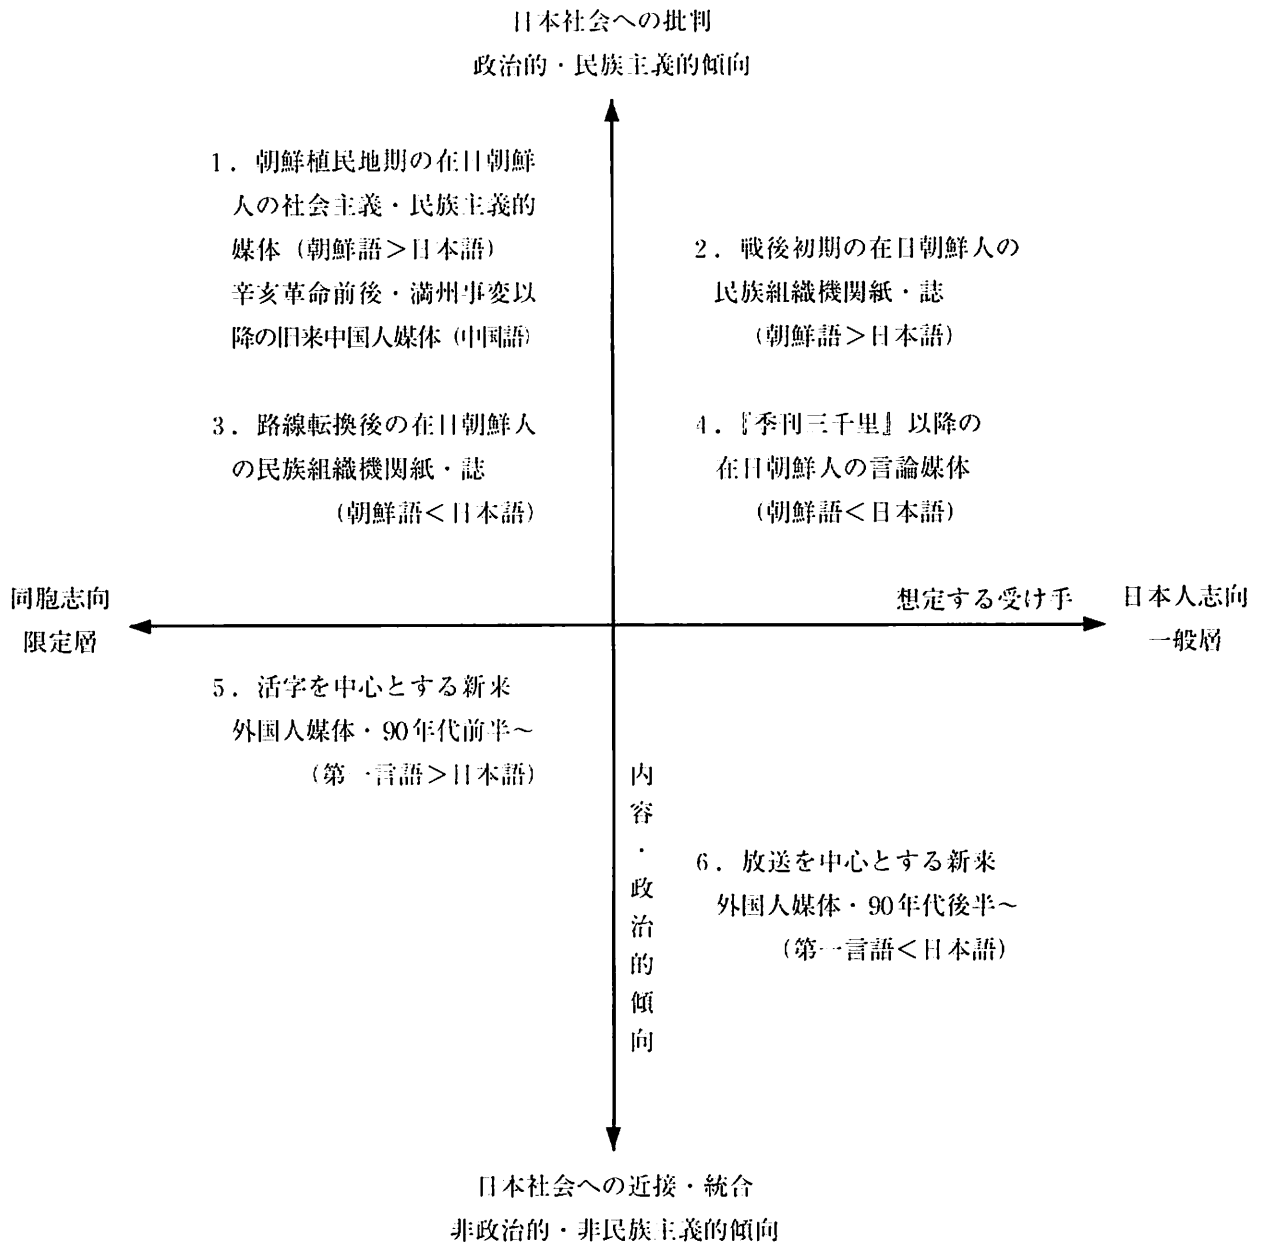 日本社会への批判
政治的・民族主義的傾向
1．朝鮮植民地期の在日朝鮮
人の社会主義・民族主義的
媒体（朝鮮語＞日本語）
辛亥革命前後・満州事変以
降の旧来中国人媒体（中国語）
2．戦後初期の在日朝鮮人の
民族組織機関紙・誌
（朝鮮語＞日本語）
3．路線転換後の在日朝鮮人
の民族組織機関紙・誌
（朝鮮語＜日本語）
4．『季刊三千里』以降の
在日朝鮮人の言論媒体
（朝鮮語＜日本語）
同胞志向
限定層
想定する受け手
日本人志向
一般層
5．活字を中心とする新来
外国人媒体・90年代前半～
（第一言語＞日本語）
内容・政治的傾向
6．放送を中心とする新来
外国人媒体・90年代後半～
（第一言語＜日本語）
日本社会への近接・統合
非政治的・非民族主義的傾向